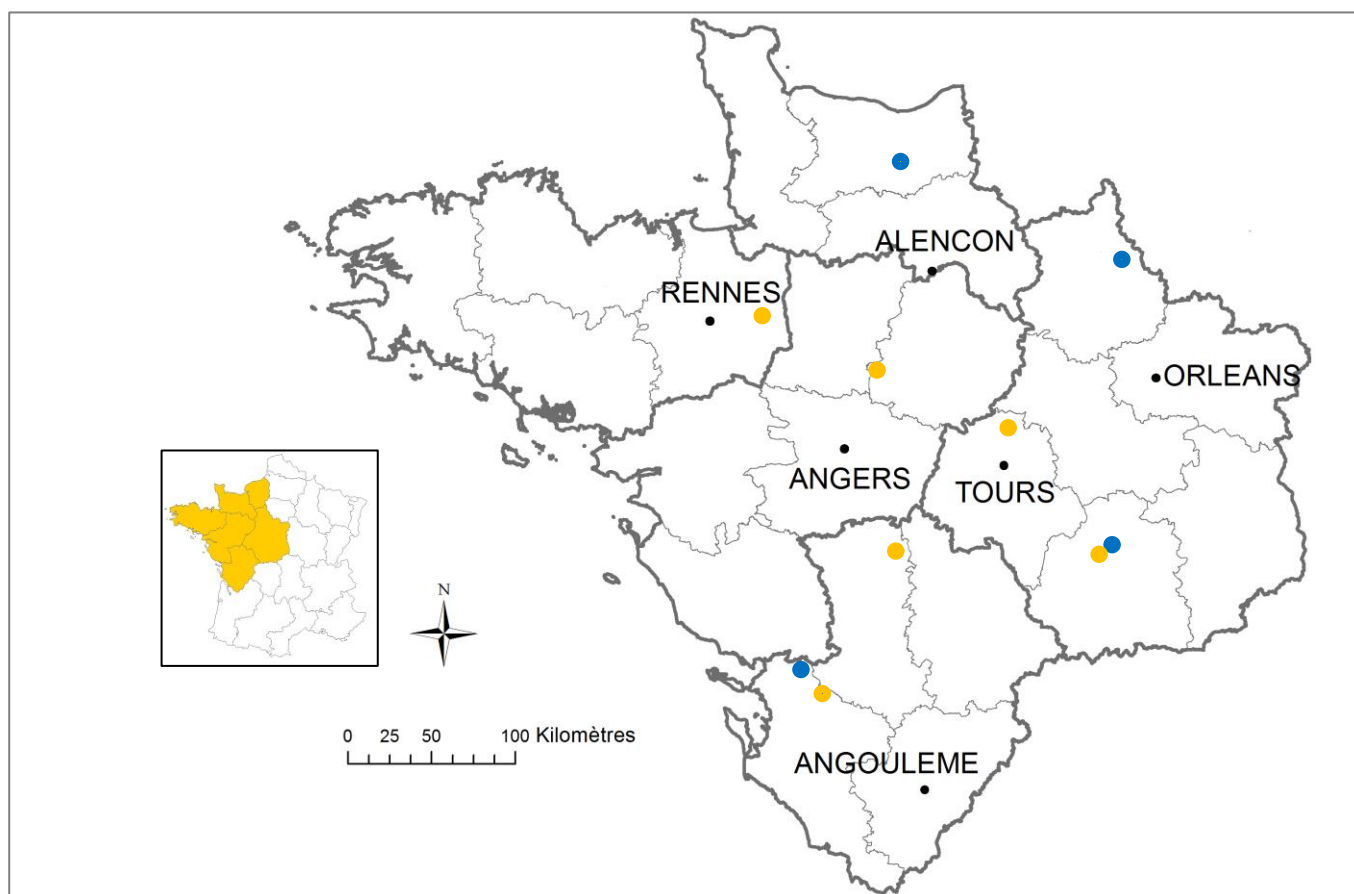 ALENCON
RENNES
ORLEANS
ANGERS
TOURS
N
0 25 50 100 Kilomètres
ANGOULEME